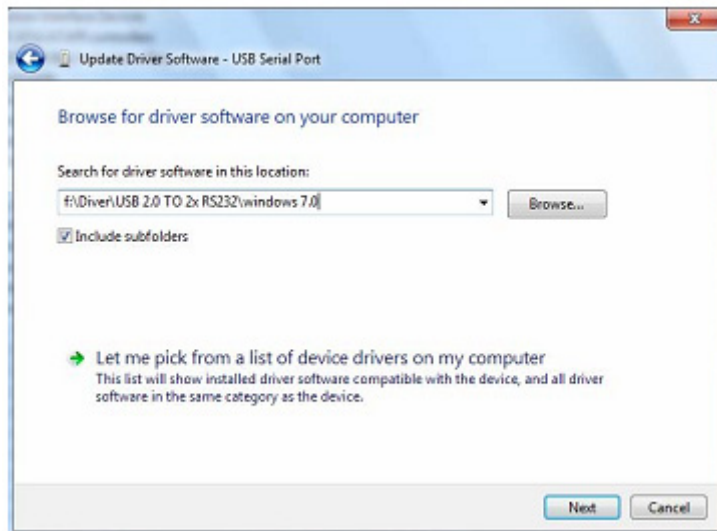 Update Driver Software - USB Serial Port
Browse for driver software on your computer
Search for driver software in this location:
f:\Diver\USB 2.0 TO 2x RS232\windows 7.0
Browse...
Include subfolders
Let me pick from a list of device drivers on my computer
This list will show installed driver software compatible with the device, and all driver
software in the same category as the device.
Next
Cancel